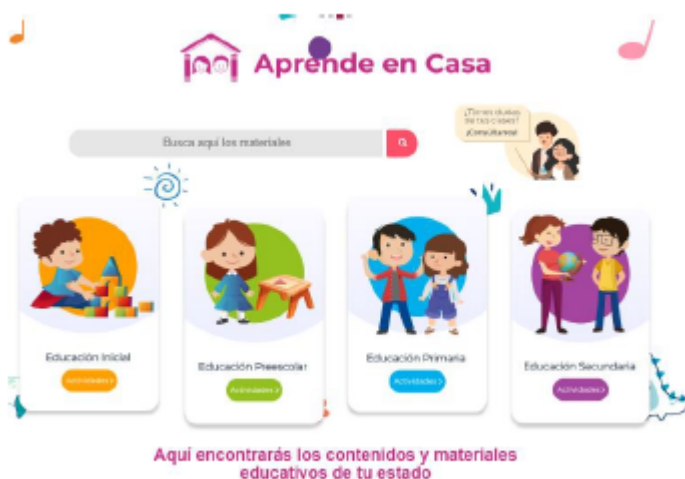 Aprende en Casa
¿Tienes dudas
de tus clases?
¡Consúltanos!
Busca aquí los materiales
Educación Inicial
Educación Preescolar
Educación Primaria
Educación Secundaria
Actividades >
Actividades >
Actividades >
Actividades >
Aquí encontrarás los contenidos y materiales
educativos de tu estado